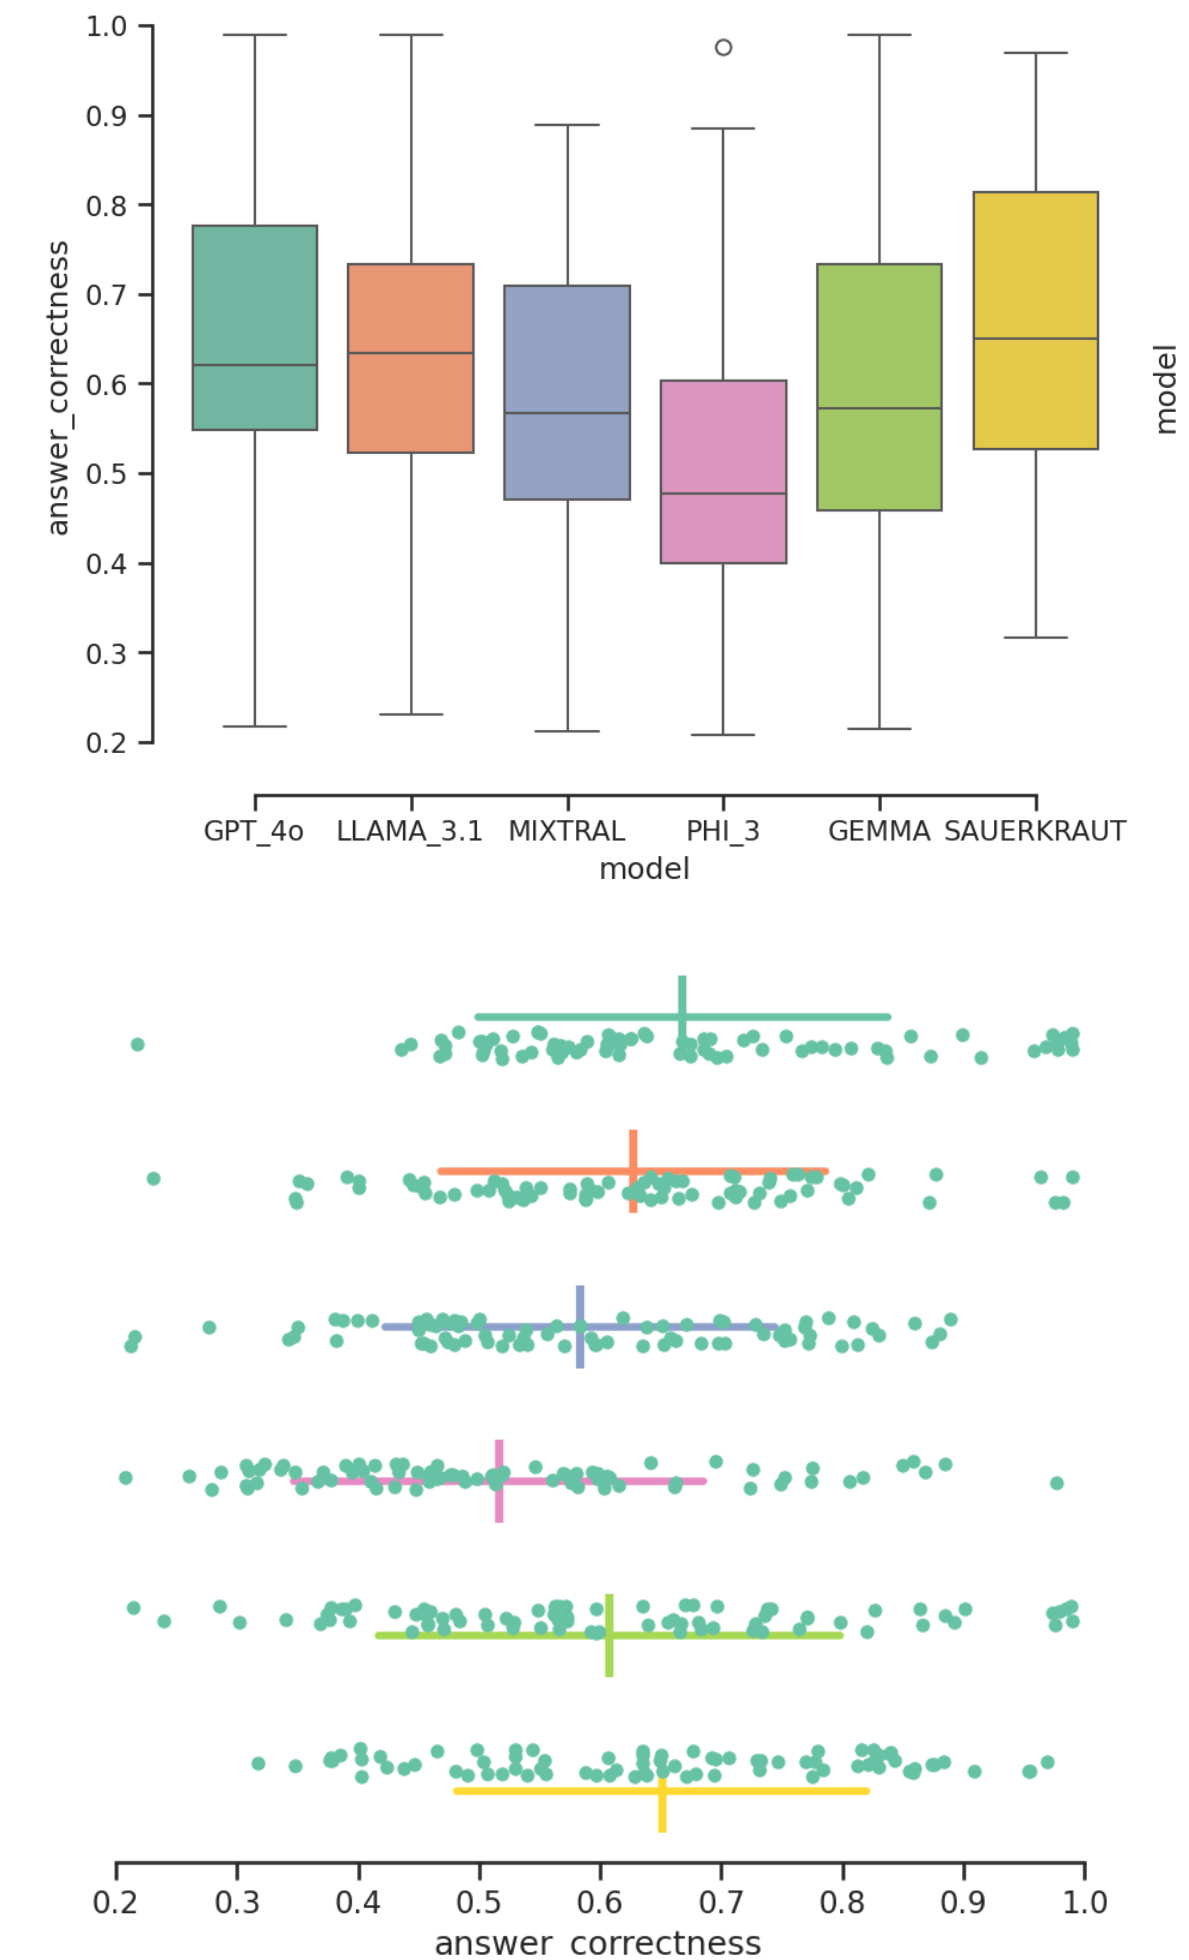 1.0
0.9
0.8
0.7
0.6
0.5
0.4
0.3
0.2
answer_correctness
GPT_4o LLAMA_3.1 MIXTRAL PHI_3 GEMMA SAUERKRAUT
model
model
0.2 0.3 0.4 0.5 0.6 0.7 0.8 0.9 1.0
answer_correctness